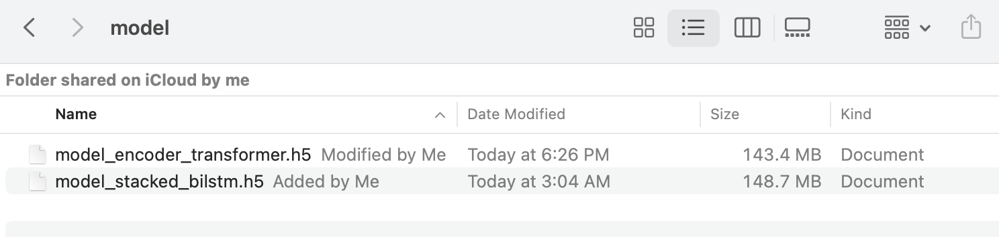 model
Folder shared on iCloud by me
Name Date Modified Size Kind
model_encoder_transformer.h5 Modified by Me Today at 6:26 PM 143.4 MB Document
model_stacked_bilstm.h5 Added by Me Today at 3:04 AM 148.7 MB Document